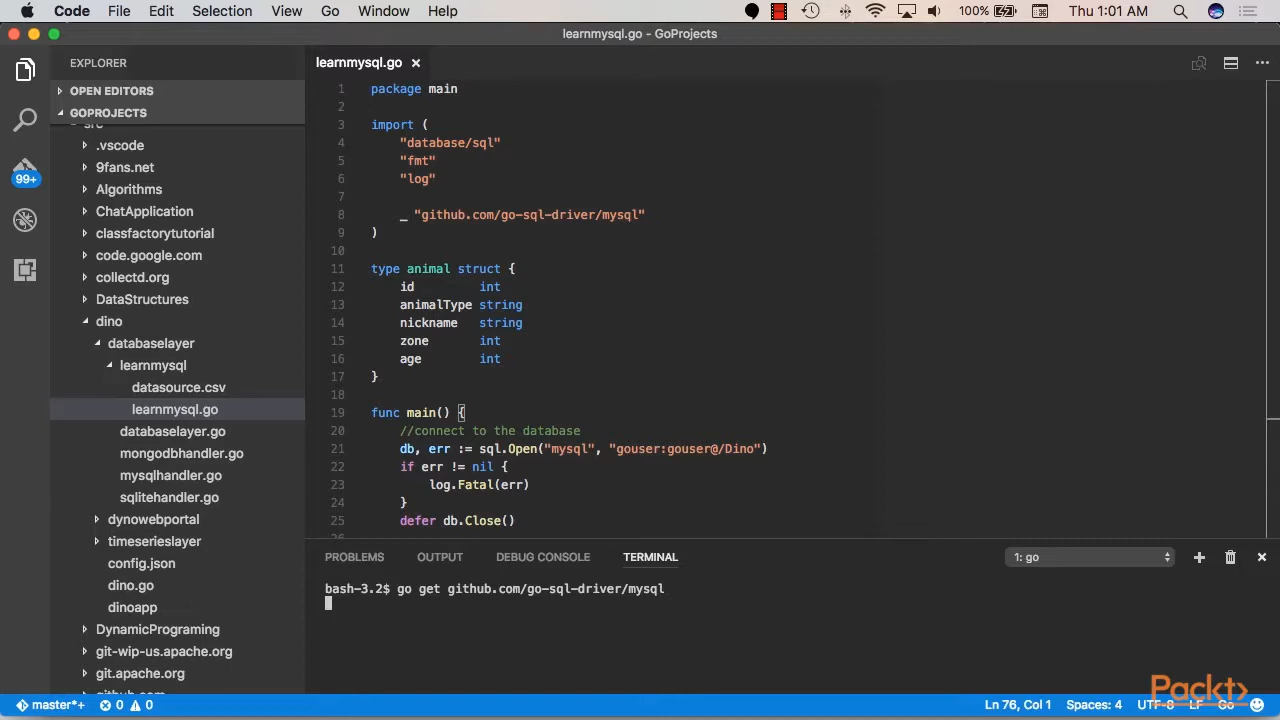 Code File Edit Selection View Go Window Help 100% Thu 1:01 AM
learnmysql.go - GoProjects
EXPLORER
OPEN EDITORS
GOPROJECTS
src
.vscode
9fans.net
Algorithms
ChatApplication
classfactorytutorial
code.google.com
collectd.org
DataStructures
dino
databaselayer
learnmysql
datasource.csv
learnmysql.go
databaselayer.go
mongodbhandler.go
mysqlhandler.go
sqlitehandler.go
dynowebportal
timeserieslayer
config.json
dino.go
dinoapp
DynamicPrograming
git-wip-us.apache.org
git.apache.org
github.com
99+
learnmysql.go
1 package main
2
3 import (
4 "database/sql"
5 "fmt"
6 "log"
7
8 _ "github.com/go-sql-driver/mysql"
9 )
10
11 type animal struct {
12 id int
13 animalType string
14 nickname string
15 zone int
16 age int
17 }
18
19 func main() {
20 //connect to the database
21 db, err := sql.Open("mysql", "gouser:gouser@/Dino")
22 if err != nil {
23 log.Fatal(err)
24 }
25 defer db.Close()
26
PROBLEMS OUTPUT DEBUG CONSOLE TERMINAL 1: go
bash-3.2$ go get github.com/go-sql-driver/mysql
Packt>
master*+ 0 0 Ln 76, Col 1 Spaces: 4 UTF-8 LF Go